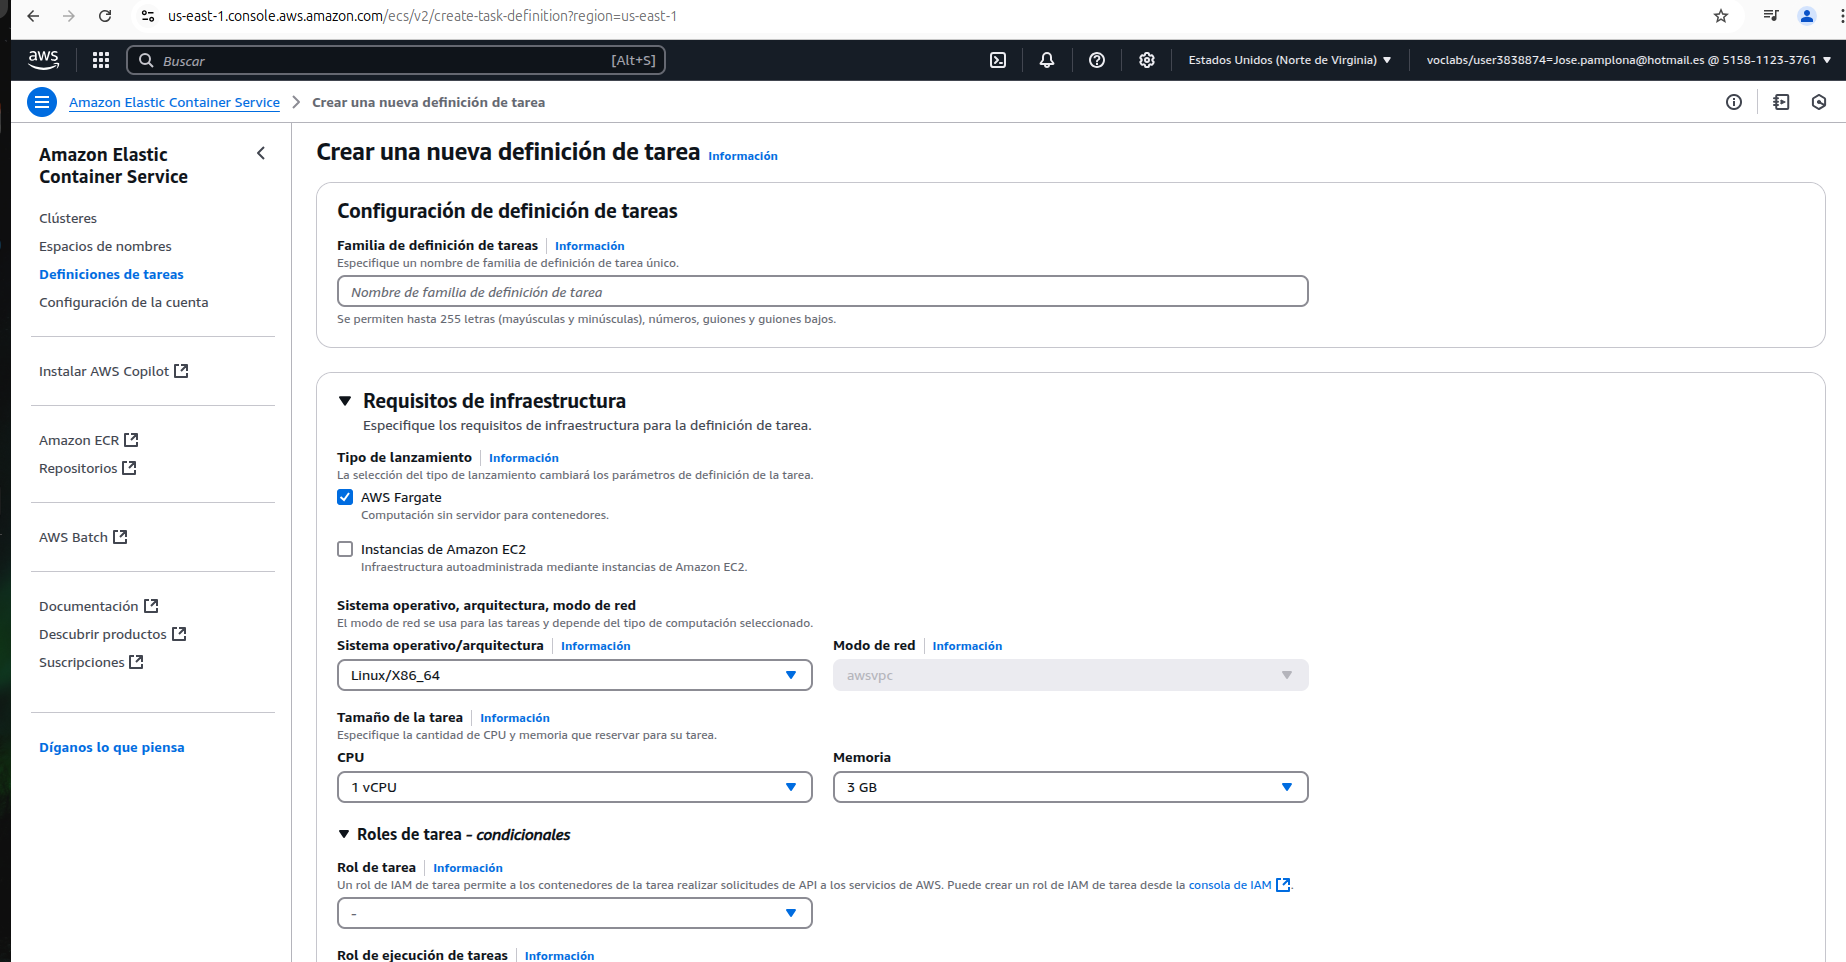 us-east-1.console.aws.amazon.com/ecs/v2/create-task-definition?region=us-east-1
aws
Buscar
[Alt+S]
Estados Unidos (Norte de Virginia)
voclabs/user3838874=Jose.pamplona@hotmail.es @ 5158-1123-3761
Amazon Elastic Container Service
Crear una nueva definición de tarea
Amazon Elastic
Container Service
Clústeres
Espacios de nombres
Definiciones de tareas
Configuración de la cuenta
Instalar AWS Copilot
Amazon ECR
Repositorios
AWS Batch
Documentación
Descubrir productos
Suscripciones
Díganos lo que piensa
Crear una nueva definición de tarea Información
Configuración de definición de tareas
Familia de definición de tareas Información
Especifique un nombre de familia de definición de tarea único.
Nombre de familia de definición de tarea
Se permiten hasta 255 letras (mayúsculas y minúsculas), números, guiones y guiones bajos.
Requisitos de infraestructura
Especifique los requisitos de infraestructura para la definición de tarea.
Tipo de lanzamiento Información
La selección del tipo de lanzamiento cambiará los parámetros de definición de la tarea.
AWS Fargate
Computación sin servidor para contenedores.
Instancias de Amazon EC2
Infraestructura autoadministrada mediante instancias de Amazon EC2.
Sistema operativo, arquitectura, modo de red
El modo de red se usa para las tareas y depende del tipo de computación seleccionado.
Sistema operativo/arquitectura Información
Linux/X86_64
Modo de red Información
awsvpc
Tamaño de la tarea Información
Especifique la cantidad de CPU y memoria que reservar para su tarea.
CPU
1 vCPU
Memoria
3 GB
Roles de tarea - condicionales
Rol de tarea Información
Un rol de IAM de tarea permite a los contenedores de la tarea realizar solicitudes de API a los servicios de AWS. Puede crear un rol de IAM de tarea desde la consola de IAM.
-
Rol de ejecución de tareas Información